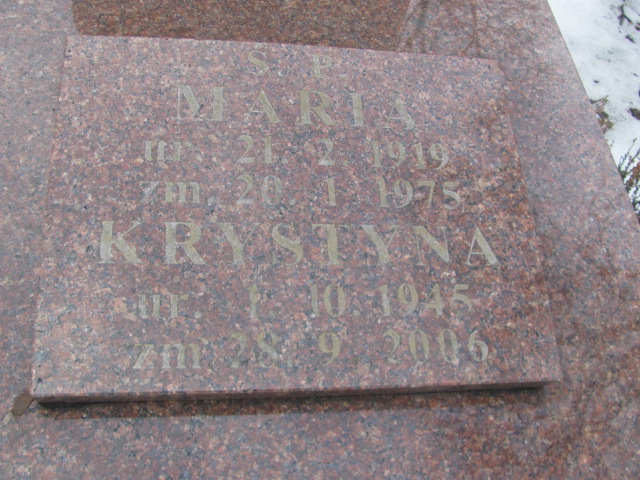 Ś. P.
MARIA
ur. 21. 2. 1919
zm. 20. 1. 1975
KRYSTYNA
ur. 1. 10. 1945
zm. 28. 9. 2006